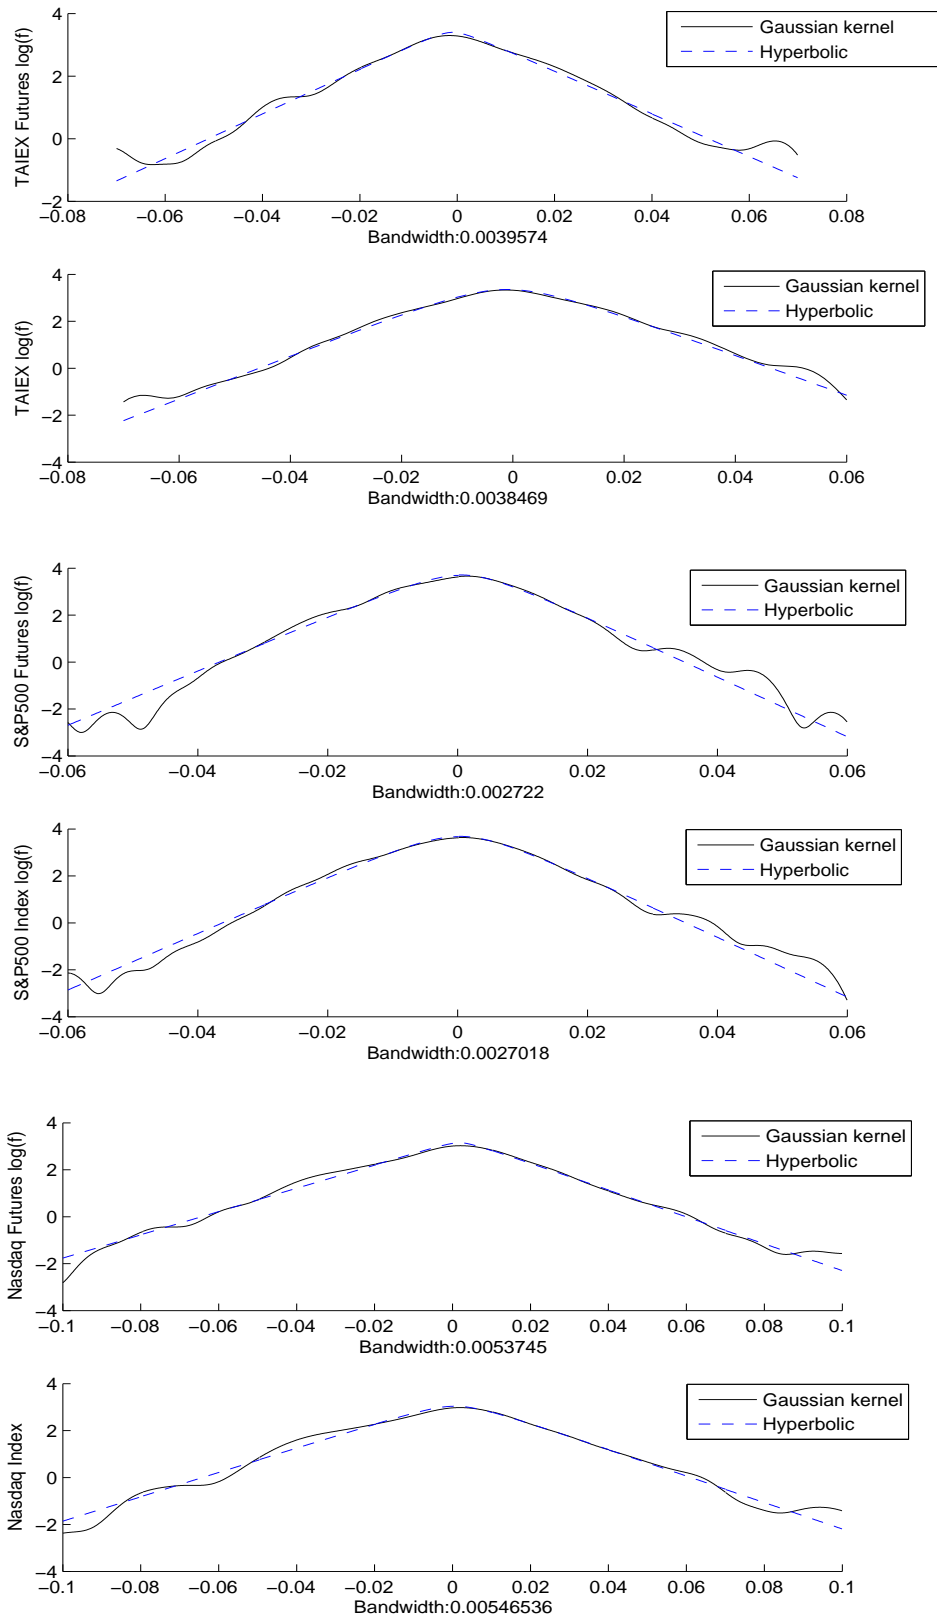 4
2
0
−2
TAIEX Futures log(f)
Gaussian kernel
Hyperbolic
−0.08 −0.06 −0.04 −0.02 0 0.02 0.04 0.06 0.08
Bandwidth:0.0039574
4
2
0
−2
−4
TAIEX log(f)
Gaussian kernel
Hyperbolic
−0.08 −0.06 −0.04 −0.02 0 0.02 0.04 0.06
Bandwidth:0.0038469
4
2
0
−2
−4
S&P500 Futures log(f)
Gaussian kernel
Hyperbolic
−0.06 −0.04 −0.02 0 0.02 0.04 0.06
Bandwidth:0.002722
4
2
0
−2
−4
S&P500 Index log(f)
Gaussian kernel
Hyperbolic
−0.06 −0.04 −0.02 0 0.02 0.04 0.06
Bandwidth:0.0027018
4
2
0
−2
−4
Nasdaq Futures log(f)
Gaussian kernel
Hyperbolic
−0.1 −0.08 −0.06 −0.04 −0.02 0 0.02 0.04 0.06 0.08 0.1
Bandwidth:0.0053745
4
2
0
−2
−4
Nasdaq Index
Gaussian kernel
Hyperbolic
−0.1 −0.08 −0.06 −0.04 −0.02 0 0.02 0.04 0.06 0.08 0.1
Bandwidth:0.00546536